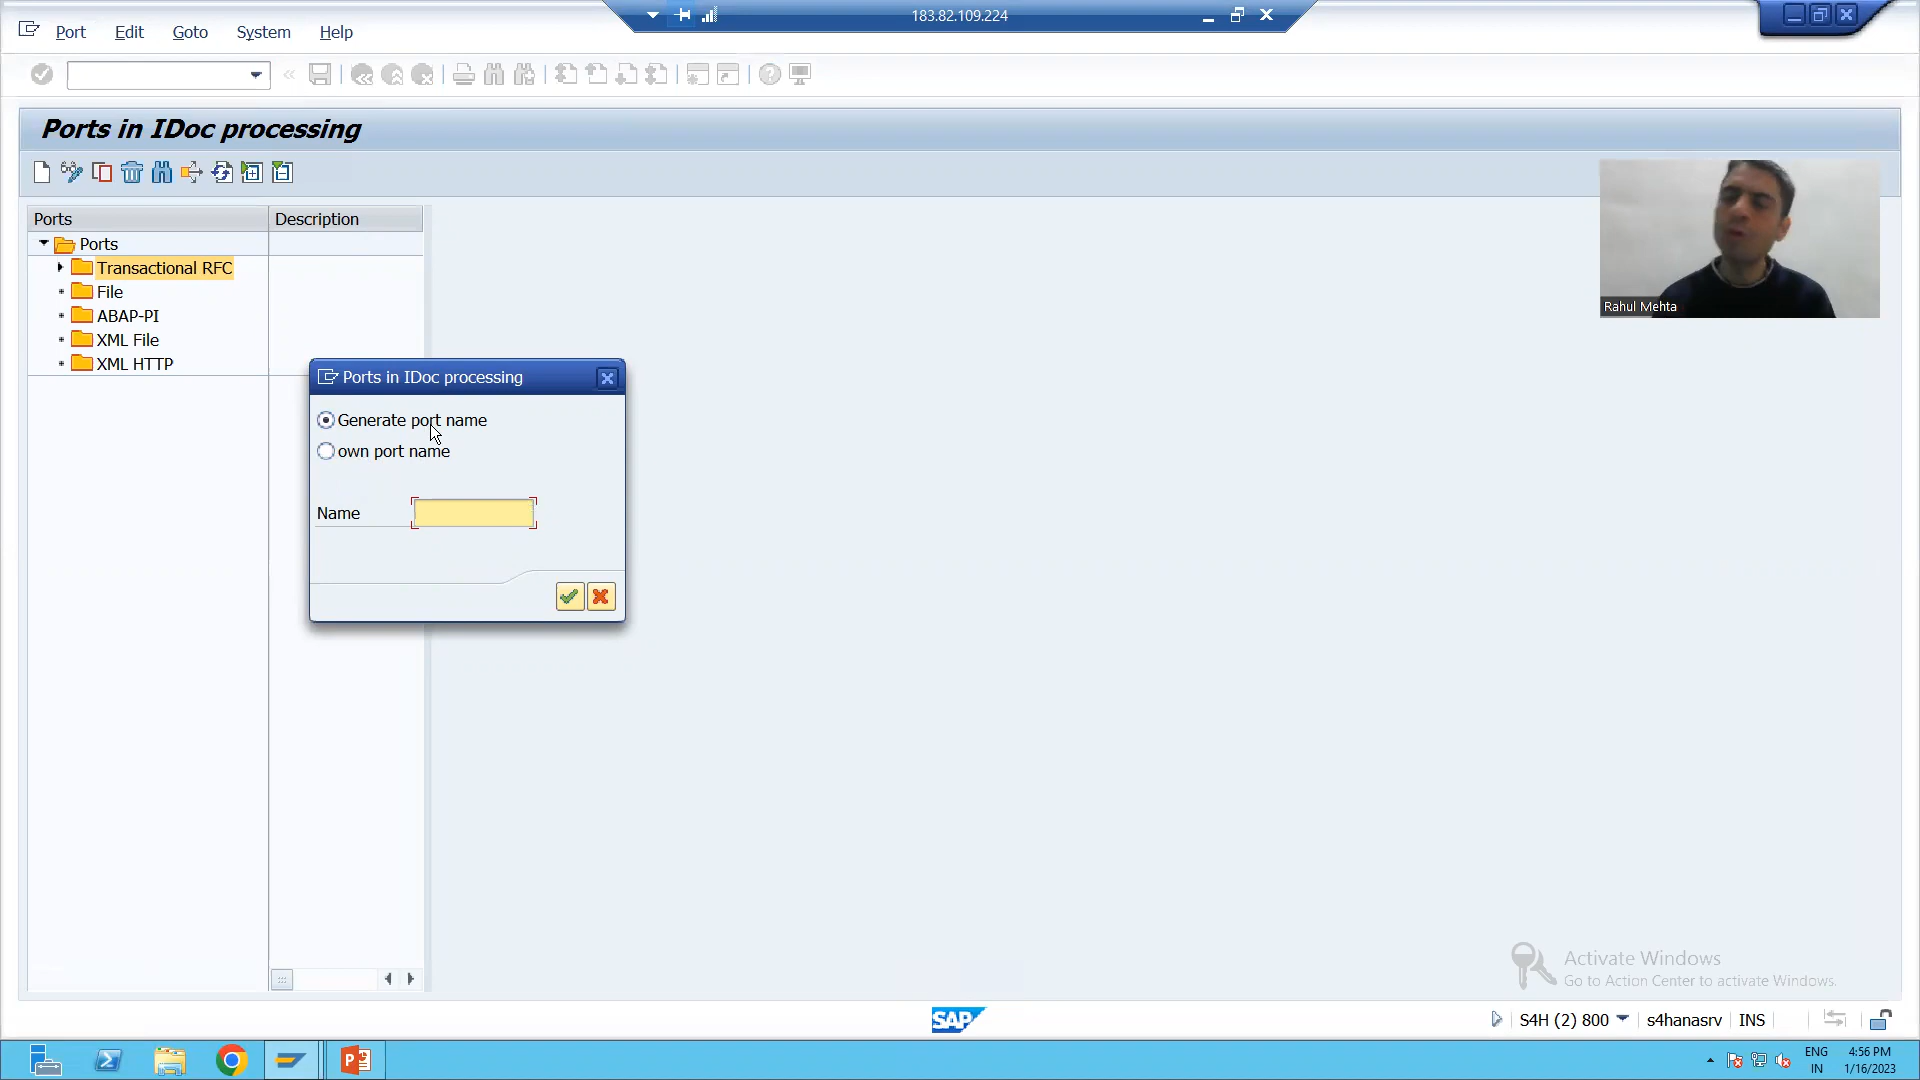 183.82.109.224
Port Edit Goto System Help
Ports in IDoc processing
Rahul Mehta
Ports Description
Ports
Transactional RFC
File
ABAP-PI
XML File
XML HTTP
Ports in IDoc processing
Generate port name
own port name
Name
Activate Windows
Go to Action Center to activate Windows.
SAP
S4H (2) 800 s4hanasrv INS
ENG 4:56 PM
IN 1/16/2023